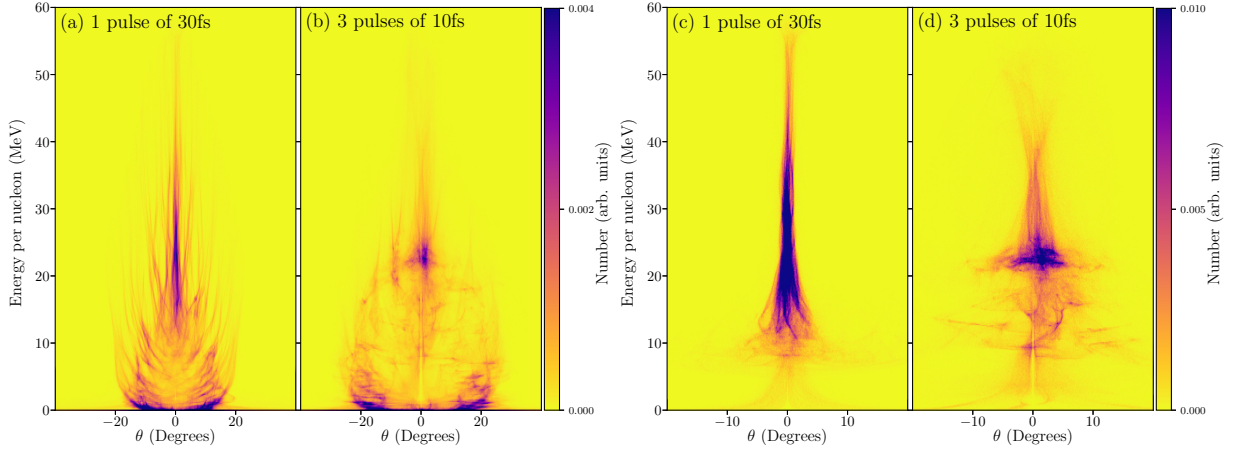 (a) 1 pulse of 30fs
(b) 3 pulses of 10fs
(c) 1 pulse of 30fs
(d) 3 pulses of 10fs
Energy per nucleon (MeV)
60
50
40
30
20
10
0
−20 0 20
θ (Degrees)
−20 0 20
θ (Degrees)
0.004
0.002
0.000
Number (arb. units)
Energy per nucleon (MeV)
60
50
40
30
20
10
0
−10 0 10
θ (Degrees)
−10 0 10
θ (Degrees)
0.010
0.005
0.000
Number (arb. units)